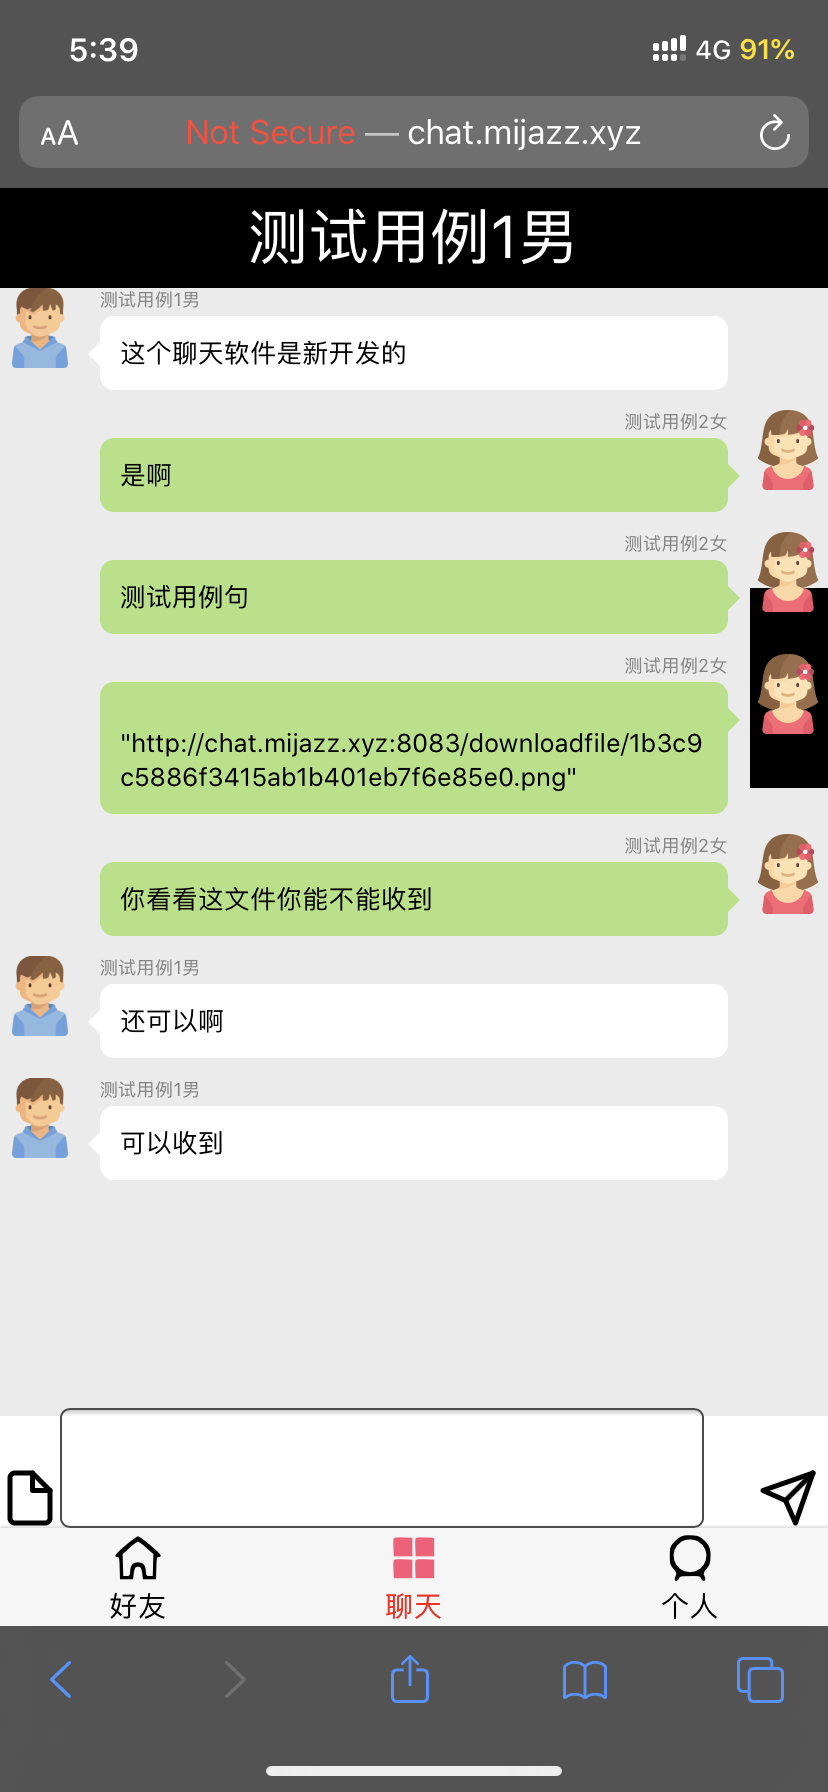 5:39
4G 91%
AA
Not Secure — chat.mijazz.xyz
测试用例1男
测试用例1男
这个聊天软件是新开发的
测试用例2女
是啊
测试用例2女
测试用例句
测试用例2女
"http://chat.mijazz.xyz:8083/downloadfile/1b3c9
c5886f3415ab1b401eb7f6e85e0.png"
测试用例2女
你看看这文件你能不能收到
测试用例1男
还可以啊
测试用例1男
可以收到
好友
聊天
个人